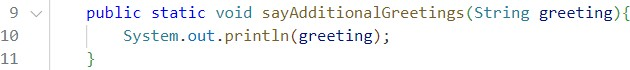 9 public static void sayAdditionalGreetings(String greeting){
10 System.out.println(greeting);
11 }